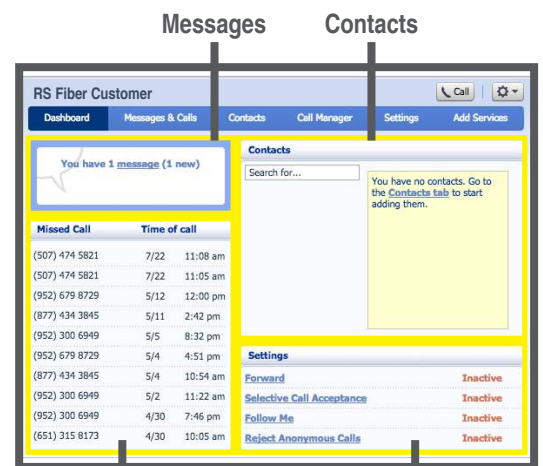 Messages Contacts
RS Fiber Customer
Call
Dashboard Messages & Calls Contacts Call Manager Settings Add Services
You have 1 message (1 new)
Missed Call Time of call
(507) 474 5821 7/22 11:08 am
(507) 474 5821 7/22 11:05 am
(952) 679 8729 5/12 12:00 pm
(877) 434 3845 5/11 2:42 pm
(952) 300 6949 5/5 8:32 pm
(952) 679 8729 5/4 4:51 pm
(877) 434 3845 5/4 10:54 am
(952) 300 6949 5/2 11:22 am
(952) 300 6949 4/30 7:46 pm
(651) 315 8173 4/30 10:05 am
Contacts
Search for...
You have no contacts. Go to
the Contacts tab to start
adding them.
Settings
Forward Inactive
Selective Call Acceptance Inactive
Follow Me Inactive
Reject Anonymous Calls Inactive